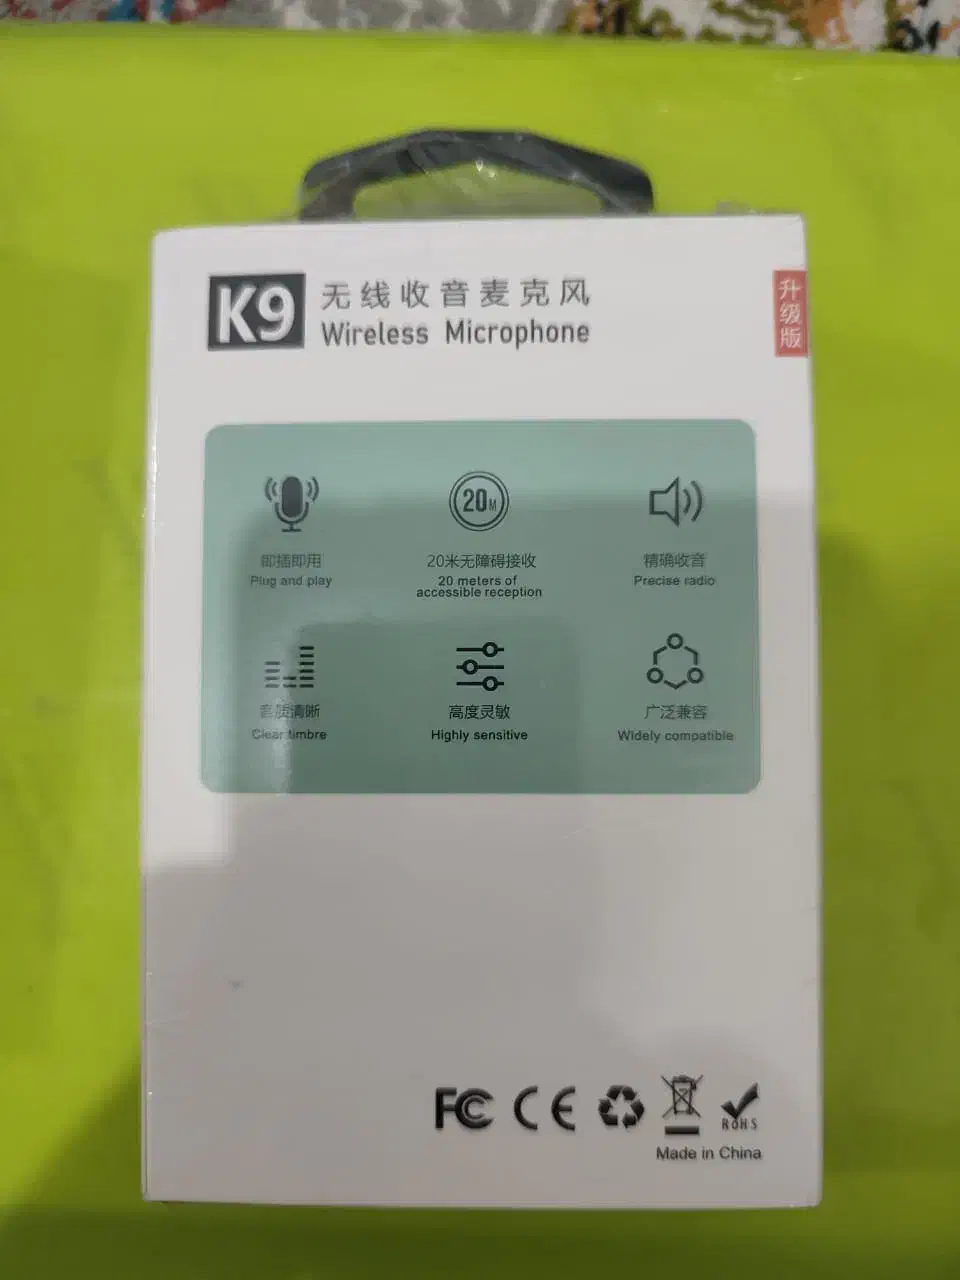 K9
无线收音麦克风
Wireless Microphone
升级版
20M
即插即用
Plug and play
20米无障碍接收
20 meters of
accessible reception
精确收音
Precise radio
音质清晰
Clear timbre
高度灵敏
Highly sensitive
广泛兼容
Widely compatible
FC CE
ROHS
Made in China